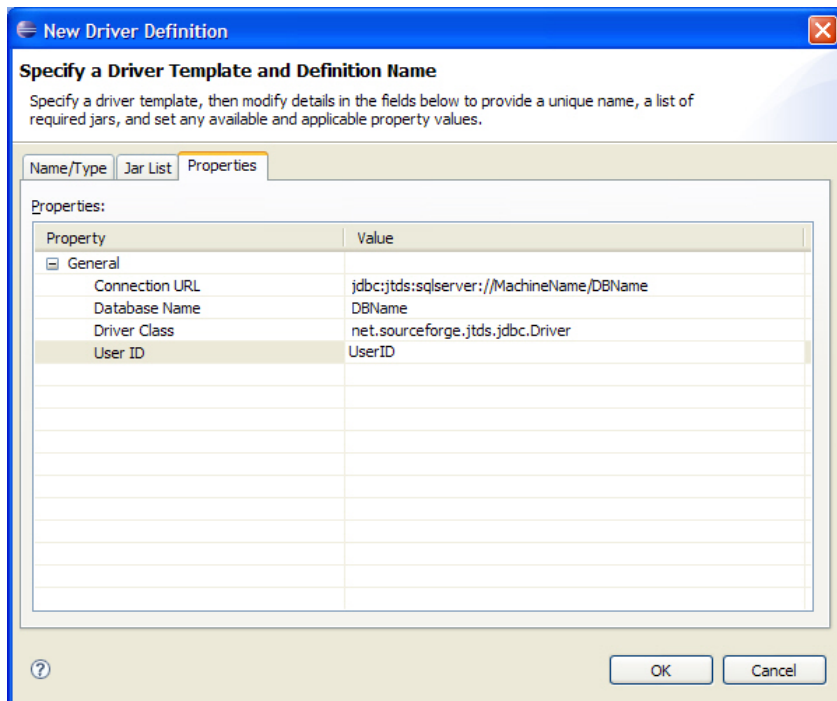 New Driver Definition
Specify a Driver Template and Definition Name
Specify a driver template, then modify details in the fields below to provide a unique name, a list of
required jars, and set any available and applicable property values.
Name/Type Jar List Properties
Properties:
Property Value
General
Connection URL jdbc:jtds:sqlserver://MachineName/DBName
Database Name DBName
Driver Class net.sourceforge.jtds.jdbc.Driver
User ID UserID
? OK Cancel